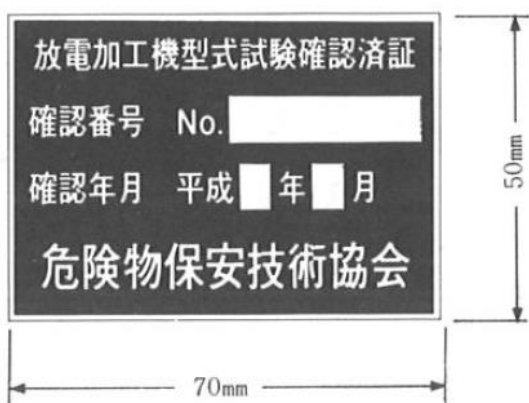 放電加工機型式試験確認済証
確認番号 No.
確認年月 平成 年 月
危険物保安技術協会
50mm
70mm